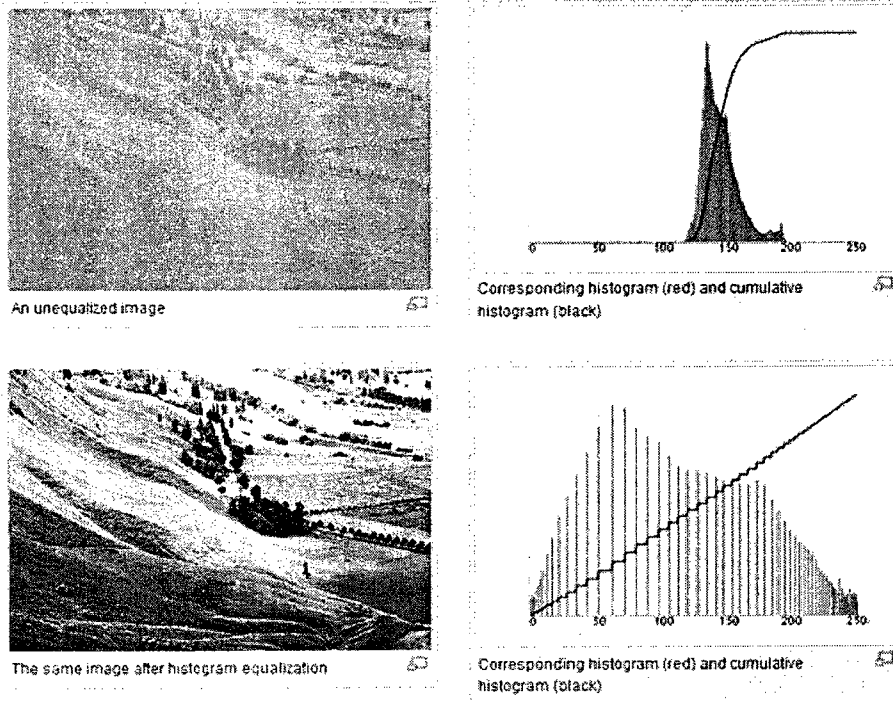 0 50 100 150 200 250
An unequalized image
Corresponding histogram (red) and cumulative
histogram (black)
0 50 100 150 200 250
The same image after histogram equalization
Corresponding histogram (red) and cumulative
histogram (black)